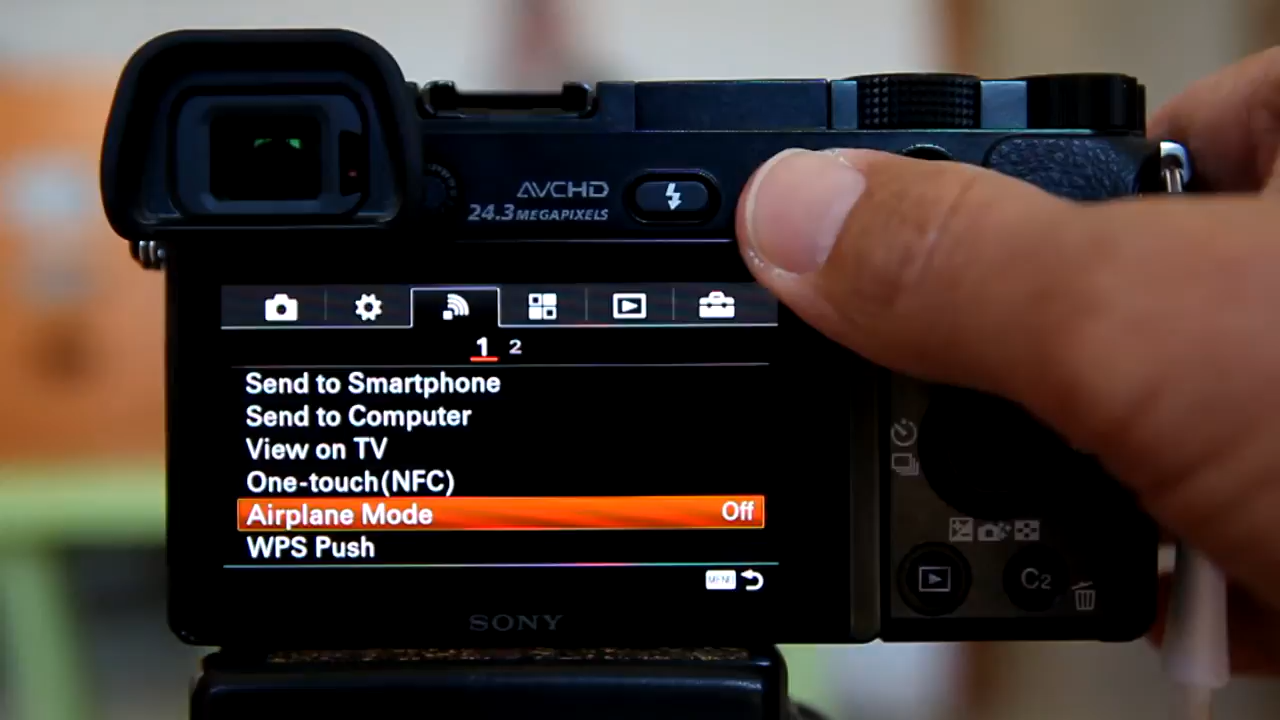 AVCHD
24.3 MEGAPIXELS
1 2
Send to Smartphone
Send to Computer
View on TV
One-touch(NFC)
Airplane Mode Off
WPS Push
MENU
SONY
C2